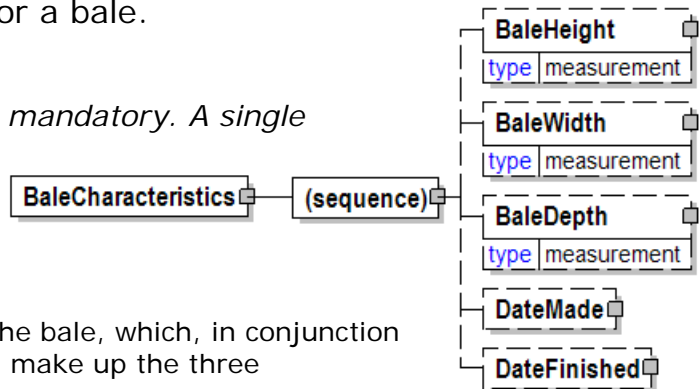 or a bale.
mandatory. A single
BaleCharacteristics
(sequence)
BaleHeight
type measurement
BaleWidth
type measurement
BaleDepth
type measurement
DateMade
DateFinished
he bale, which, in conjunction
make up the three